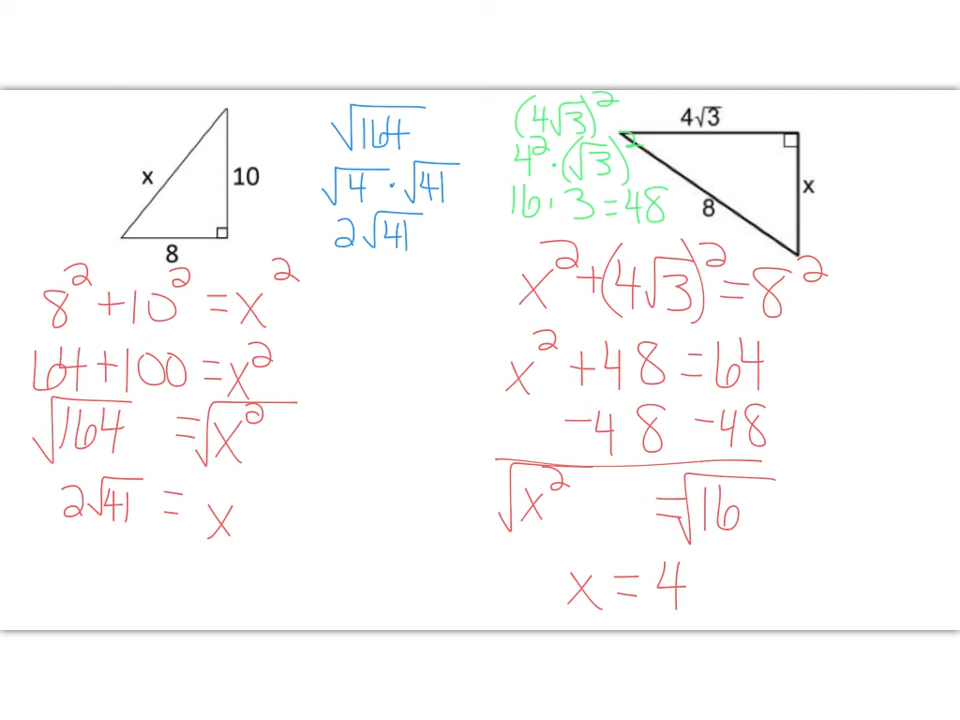 x
10
8
8² + 10² = x²
64 + 100 = x²
√164 = √x²
2√41 = x
√164
√4 · √41
2√41
(4√3)²
4² · (√3)²
16 · 3 = 48
4√3
x
8
x² + (4√3)² = 8²
x² + 48 = 64
-48 -48
√x² = √16
x = 4